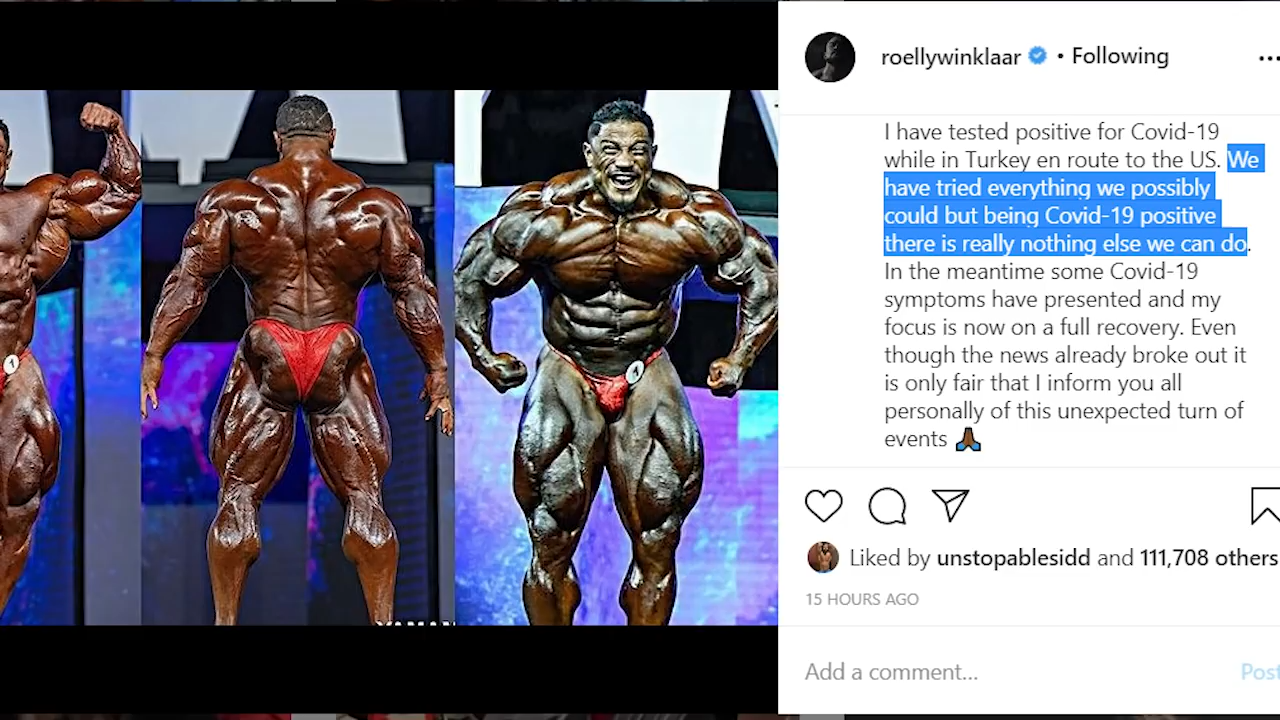 roellywinklaar • Following
I have tested positive for Covid-19
while in Turkey en route to the US. We
have tried everything we possibly
could but being Covid-19 positive
there is really nothing else we can do.
In the meantime some Covid-19
symptoms have presented and my
focus is now on a full recovery. Even
though the news already broke out it
is only fair that I inform you all
personally of this unexpected turn of
events 🙏🏾
Liked by unstopablesidd and 111,708 others
15 HOURS AGO
Add a comment...
Post
1